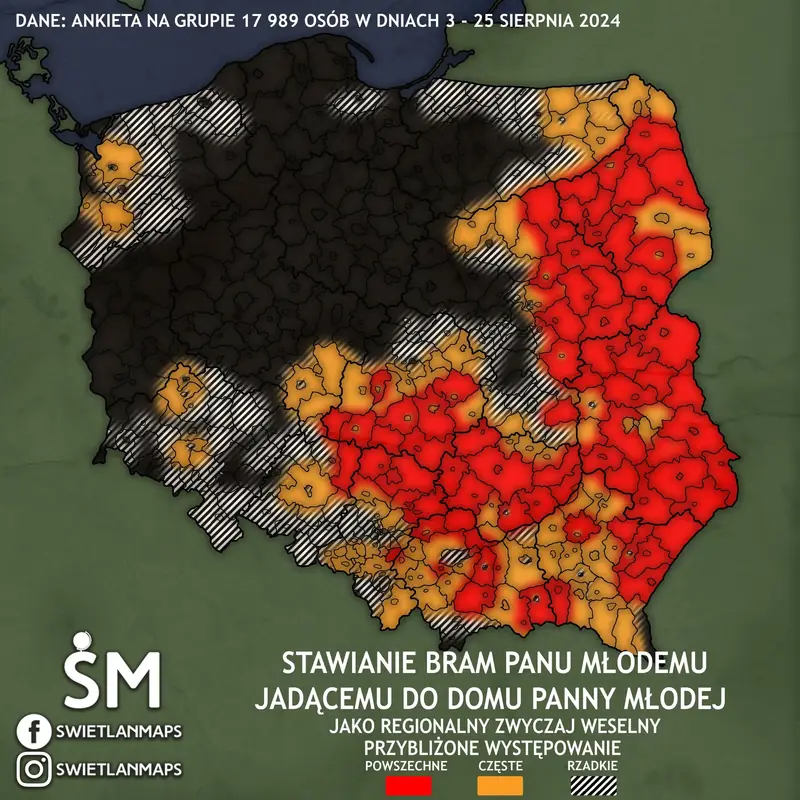 DANE: ANKIETA NA GRUPIE 17 989 OSÓB W DNIACH 3 - 25 SIERPNIA 2024
ŚM
SWIETLANMAPS
SWIETLANMAPS
STAWIANIE BRAM PANU MŁODEMU
JADĄCEMU DO DOMU PANNY MŁODEJ
JAKO REGIONALNY ZWYCZAJ WESELNY
PRZYBLIŻONE WYSTĘPOWANIE
POWSZECHNE CZĘSTE RZADKIE